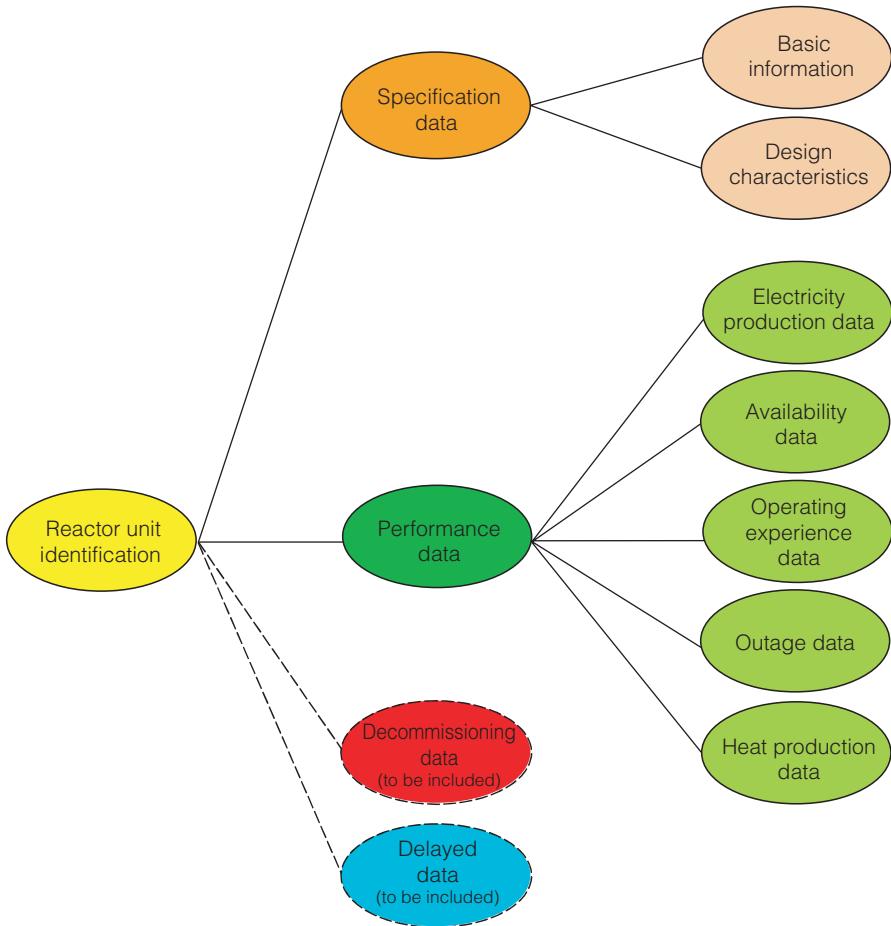 Basic
information
Specification
data
Design
characteristics
Electricity
production data
Availability
data
Reactor unit
identification
Performance
data
Operating
experience data
Outage data
Decommissioning
data
(to be included)
Heat production
data
Delayed
data
(to be included)